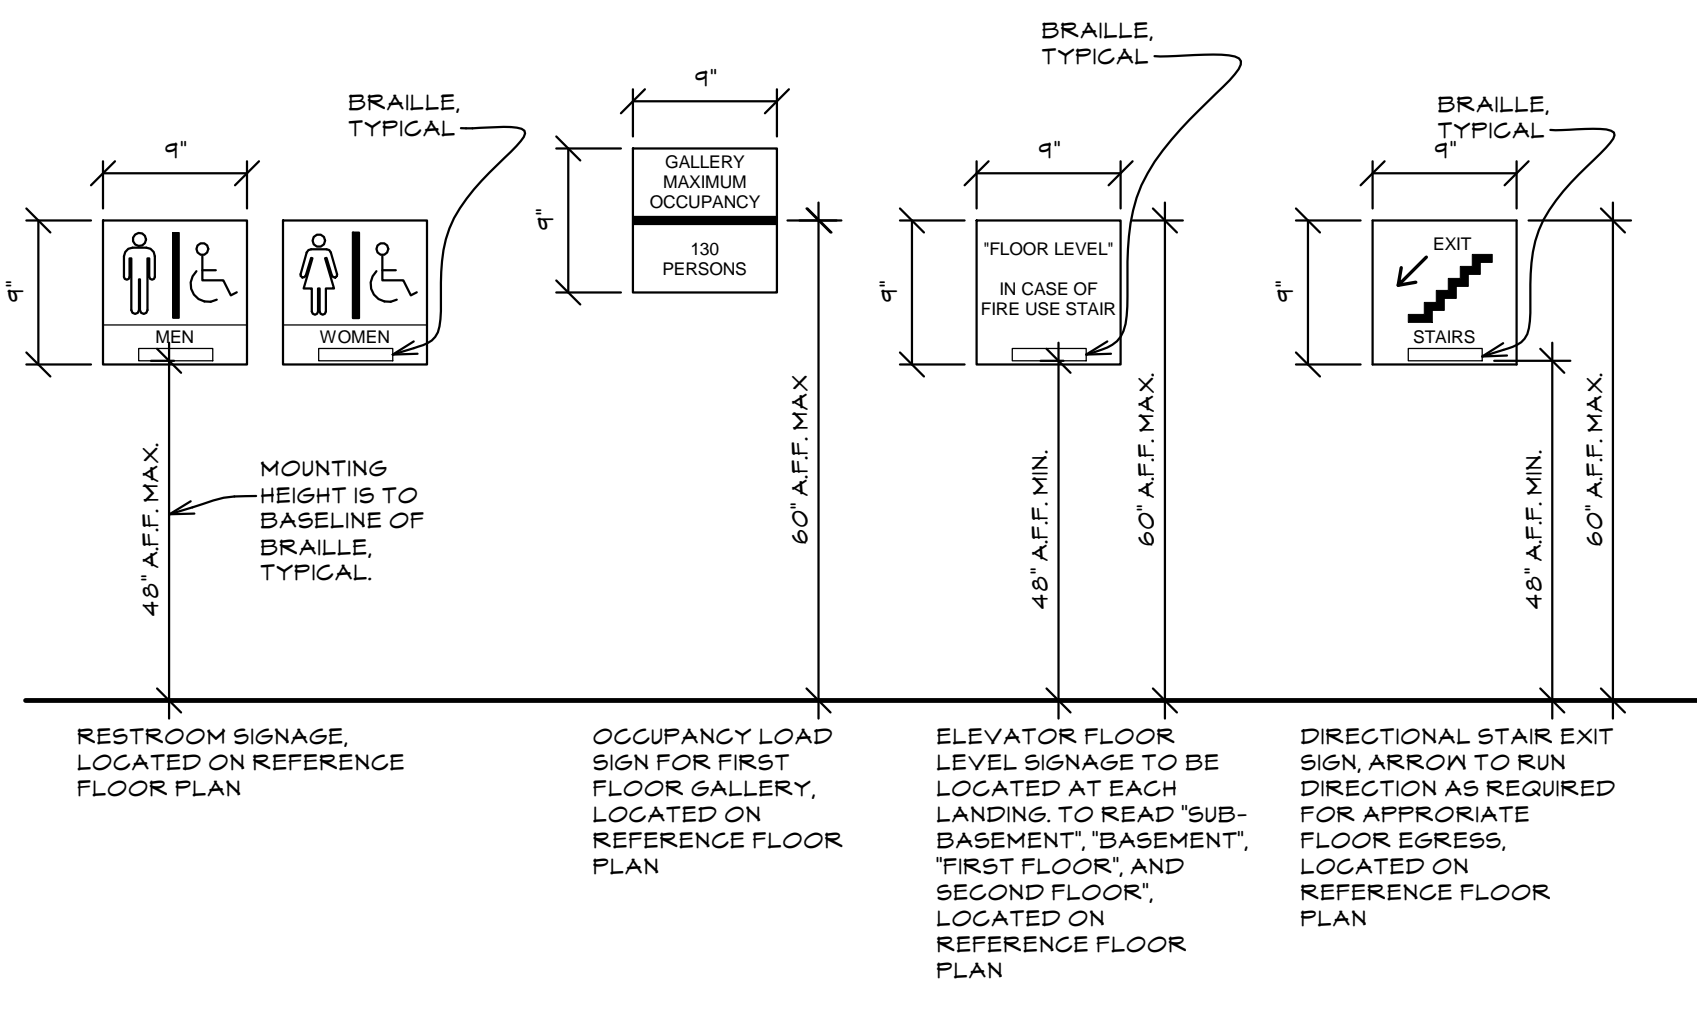 BRAILLE,
TYPICAL
9"
9"
MEN
WOMEN
48" A.F.F. MAX.
MOUNTING
HEIGHT IS TO
BASELINE OF
BRAILLE,
TYPICAL.
RESTROOM SIGNAGE,
LOCATED ON REFERENCE
FLOOR PLAN
9"
9"
GALLERY
MAXIMUM
OCCUPANCY
130
PERSONS
60" A.F.F. MAX
OCCUPANCY LOAD
SIGN FOR FIRST
FLOOR GALLERY,
LOCATED ON
REFERENCE FLOOR
PLAN
BRAILLE,
TYPICAL
9"
9"
"FLOOR LEVEL"
IN CASE OF
FIRE USE STAIR
48" A.F.F. MIN.
60" A.F.F. MAX.
ELEVATOR FLOOR
LEVEL SIGNAGE TO BE
LOCATED AT EACH
LANDING. TO READ "SUB-
BASEMENT", "BASEMENT",
"FIRST FLOOR", AND
SECOND FLOOR",
LOCATED ON
REFERENCE FLOOR
PLAN
BRAILLE,
TYPICAL
9"
9"
EXIT
STAIRS
48" A.F.F. MIN.
60" A.F.F. MAX.
DIRECTIONAL STAIR EXIT
SIGN, ARROW TO RUN
DIRECTION AS REQUIRED
FOR APPRORIATE
FLOOR EGRESS,
LOCATED ON
REFERENCE FLOOR
PLAN